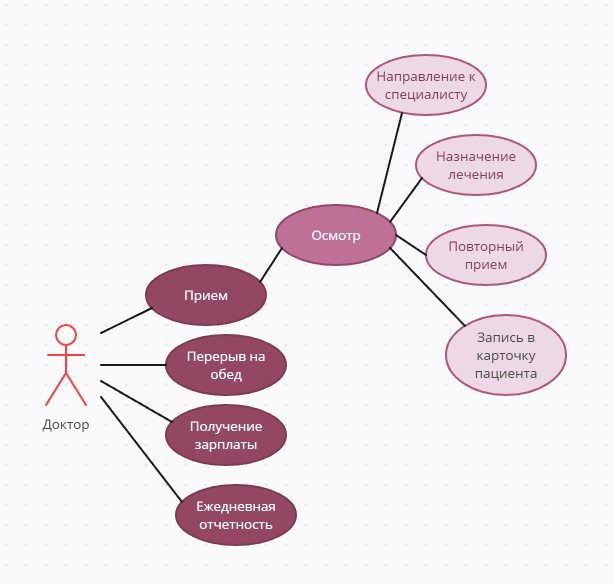 Направление к
специалисту
Назначение
лечения
Осмотр
Повторный
прием
Прием
Запись в
карточку
пациента
Перерыв на
обед
Доктор
Получение
зарплаты
Ежедневная
отчетность